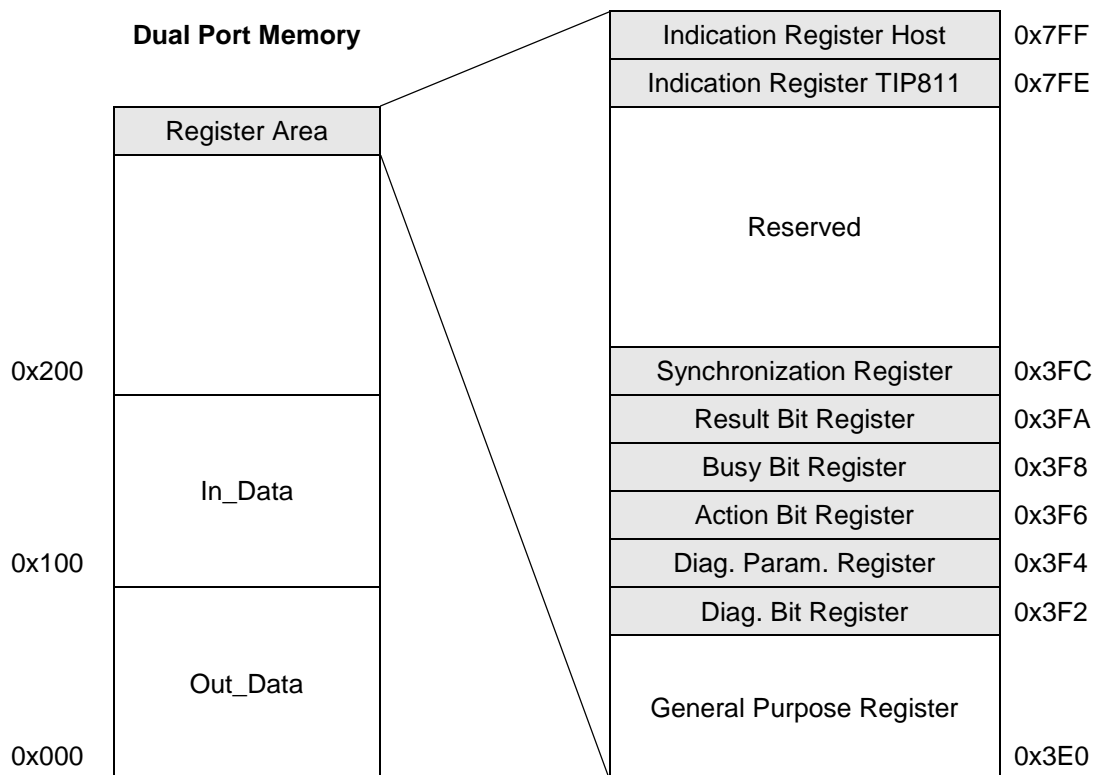 Dual Port Memory
Register Area
0x200
In_Data
0x100
Out_Data
0x000
Indication Register Host 0x7FF
Indication Register TIP811 0x7FE
Reserved
Synchronization Register 0x3FC
Result Bit Register 0x3FA
Busy Bit Register 0x3F8
Action Bit Register 0x3F6
Diag. Param. Register 0x3F4
Diag. Bit Register 0x3F2
General Purpose Register
0x3E0